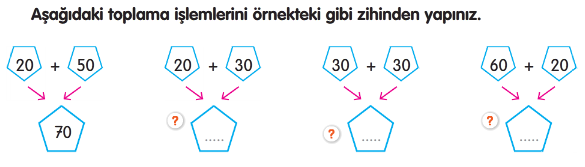 Aşağıdaki toplama işlemlerini örnekteki gibi zihinden yapınız.
20 + 50 20 + 30 30 + 30 60 + 20
70 ? ..... ? ..... ? .....